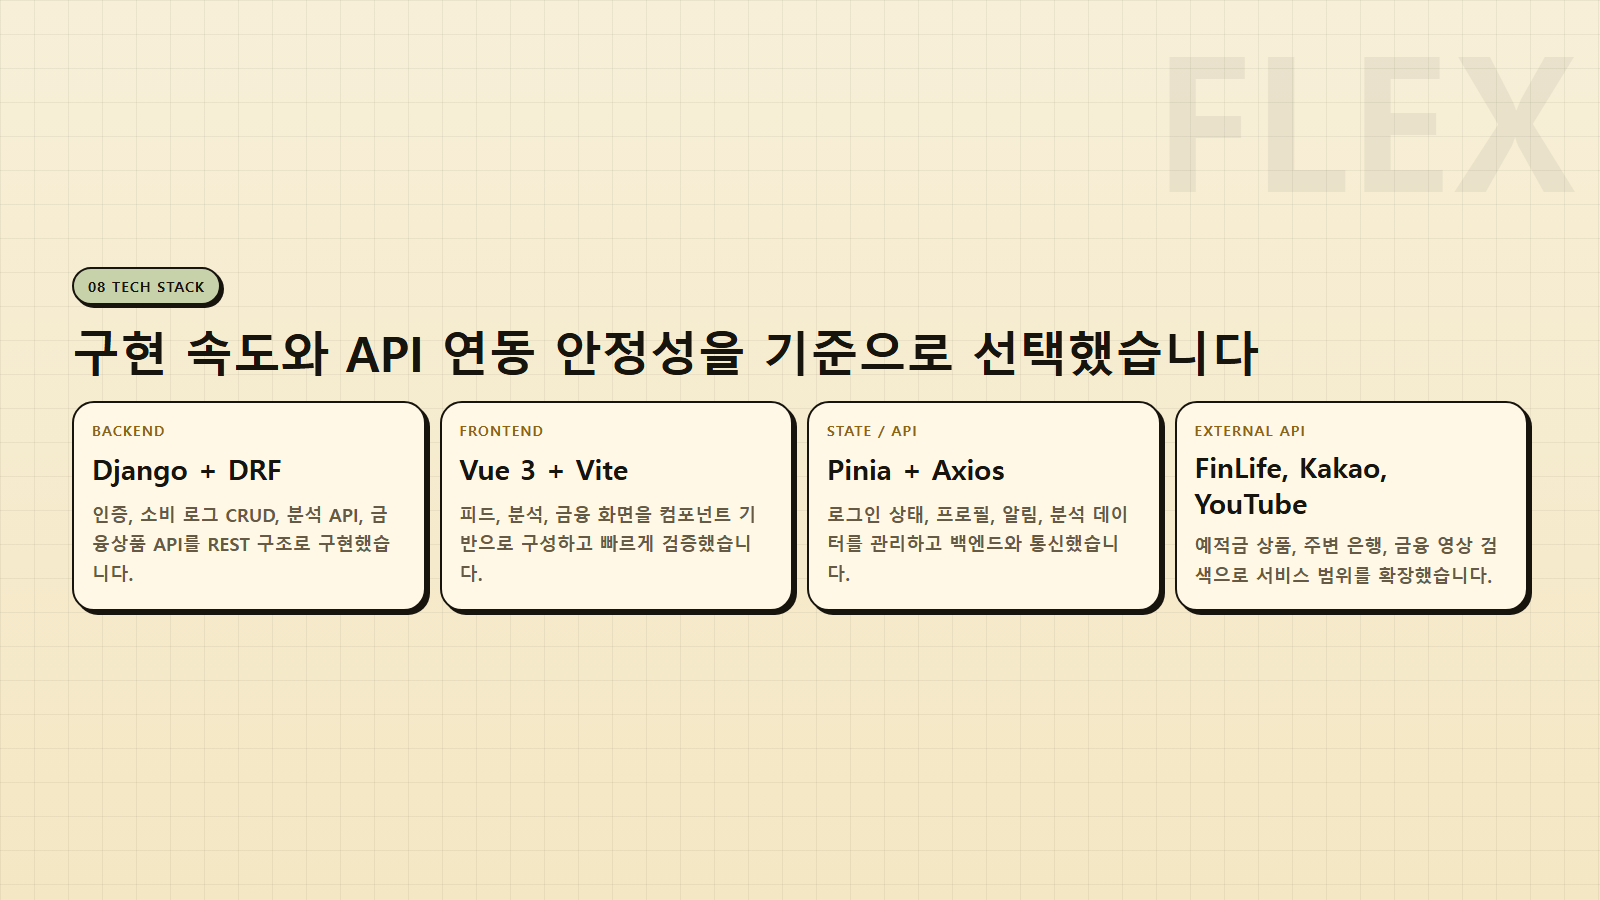 FLEX
08 TECH STACK
구현 속도와 API 연동 안정성을 기준으로 선택했습니다
BACKEND
Django + DRF
인증, 소비 로그 CRUD, 분석 API, 금
융상품 API를 REST 구조로 구현했습
니다.
FRONTEND
Vue 3 + Vite
피드, 분석, 금융 화면을 컴포넌트 기
반으로 구성하고 빠르게 검증했습니
다.
STATE / API
Pinia + Axios
로그인 상태, 프로필, 알림, 분석 데이
터를 관리하고 백엔드와 통신했습니
다.
EXTERNAL API
FinLife, Kakao,
YouTube
예적금 상품, 주변 은행, 금융 영상 검
색으로 서비스 범위를 확장했습니다.